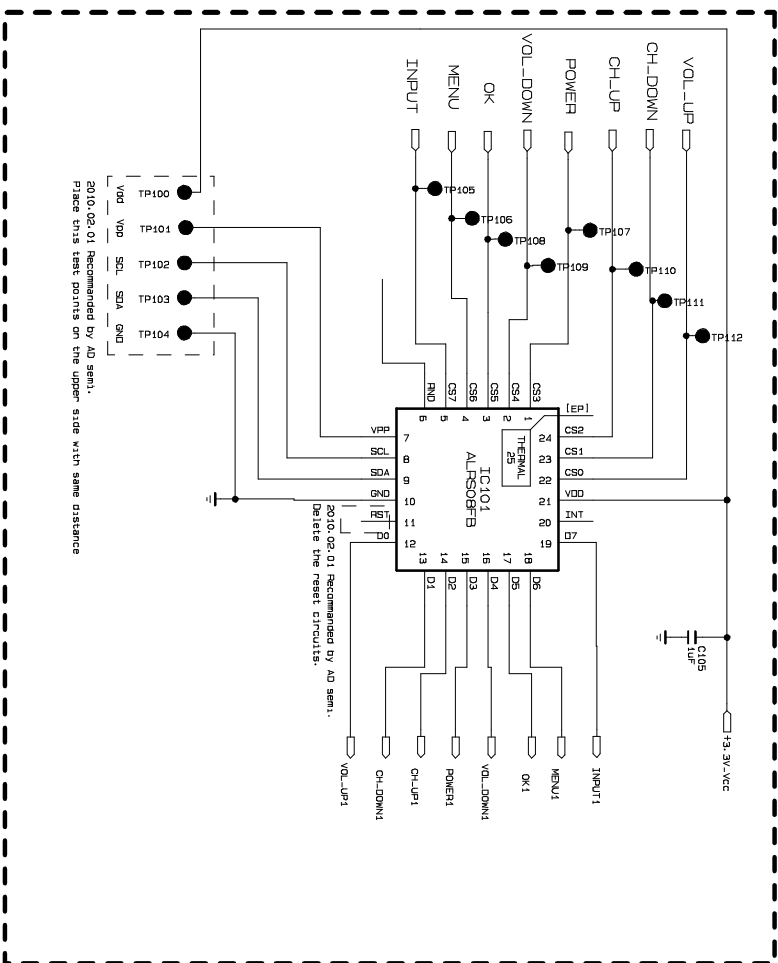 INPUT
MENU
OK
VOL_DOWN
POWER
CH_UP
CH_DOWN
VOL_UP
TP105
TP106
TP108
TP109
TP107
TP110
TP111
TP112
Vdd
Vpp
SCL
SDA
GND
TP100
TP101
TP102
TP103
TP104
2010.02.01 Recommanded by AD semi.
Place this test points on the upper side with same distance
CS7
CS6
CS5
CS4
CS3
6
5
4
3
2
1
[EP]
THERMAL
25
IC101
VPP
7
SCL
8
SDA
9
GND
10
RST
11
D0
12
24
CS2
23
CS1
22
CS0
21
VDD
20
INT
19
D7
13
14
15
16
17
18
D1
D2
D3
D4
D5
D6
2010.02.01 Recommanded by AD semi.
Delete the reset circuits.
C105
1uF
+3.3V_Vcc
VOL_UP1
CH_DOWN1
CH_UP1
POWER1
VOL_DOWN1
OK1
MENU1
INPUT1